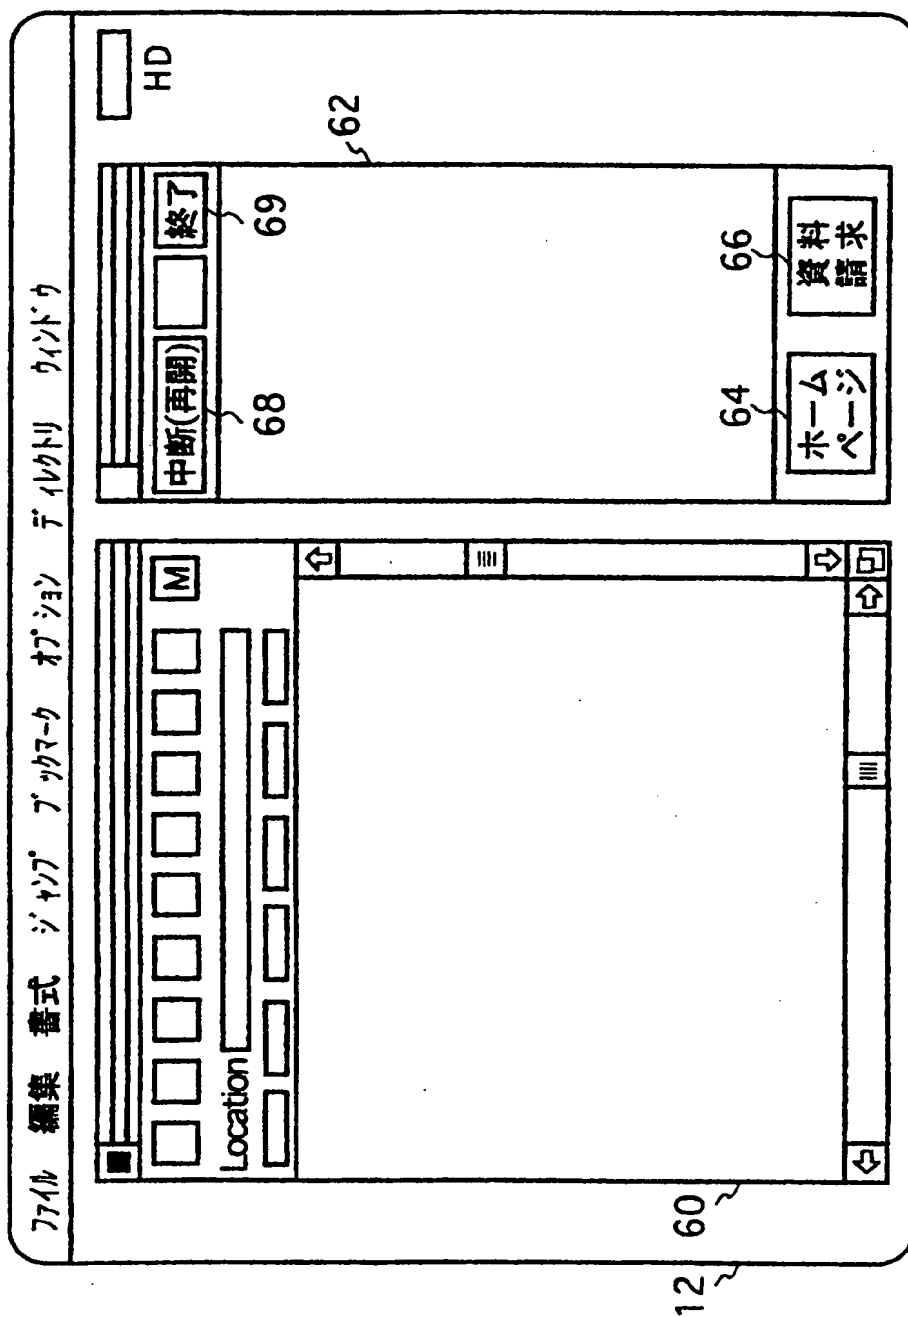 ファイル 編集 書式 ジャンプ ブックマーク オプション ディレクトリ ウィンドウ
HD
M
Location
中断(再開)
終了
68
69
62
64
66
ホーム
ページ
資料
請求
60
12